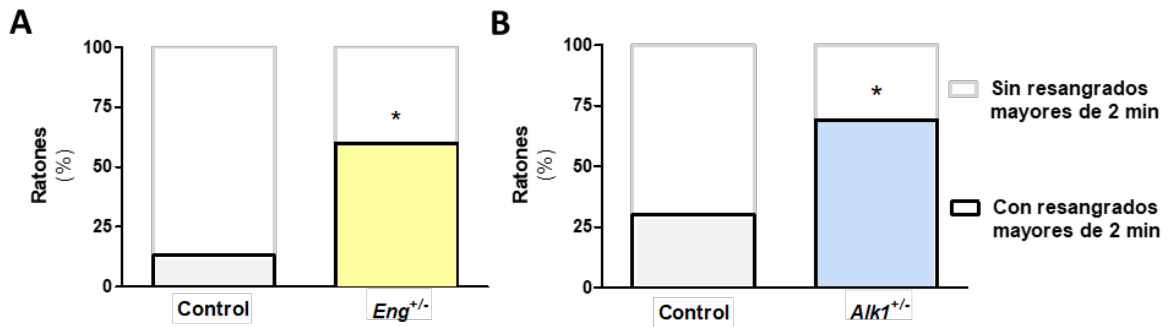 A
Ratones
(%)
100
75
50
25
0
*
Control
Eng+/-
B
Ratones
(%)
100
75
50
25
0
*
Control
Alk1+/-
Sin resangrados
mayores de 2 min
Con resangrados
mayores de 2 min